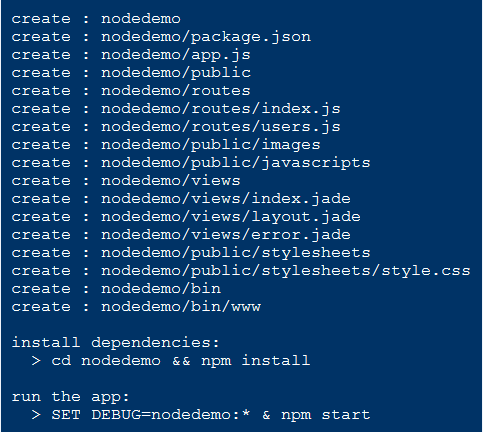 create : nodedemo
create : nodedemo/package.json
create : nodedemo/app.js
create : nodedemo/public
create : nodedemo/routes
create : nodedemo/routes/index.js
create : nodedemo/routes/users.js
create : nodedemo/public/images
create : nodedemo/public/javascripts
create : nodedemo/views
create : nodedemo/views/index.jade
create : nodedemo/views/layout.jade
create : nodedemo/views/error.jade
create : nodedemo/public/stylesheets
create : nodedemo/public/stylesheets/style.css
create : nodedemo/bin
create : nodedemo/bin/www
install dependencies:
> cd nodedemo && npm install
run the app:
> SET DEBUG=nodedemo:* & npm start